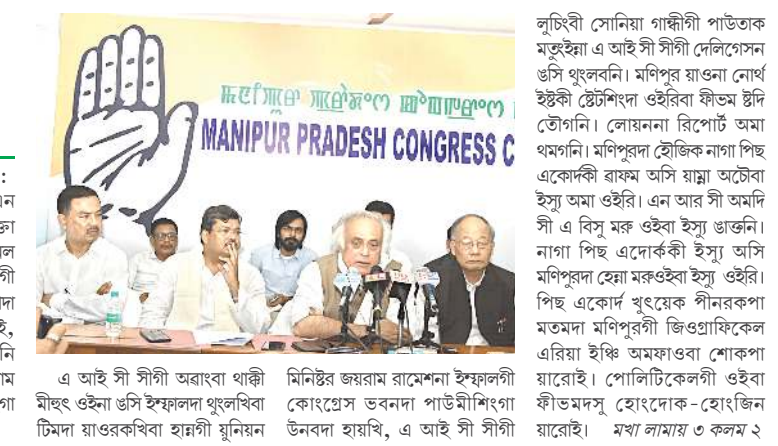 :
ꯃꯅꯤꯄꯨꯔ ꯄ꯭ꯔꯗꯦꯁ ꯀꯣꯡꯒ꯭ꯔꯦꯁ
MANIPUR PRADESH CONGRESS C
এ আই সী সীগী অৱাংবা থাক্কী
মীহুৎ ওইনা ঙসি ইম্ফালদা থুংলখিবা
টিমদা য়াওরকখিবা হান্নগী য়ুনিয়ন
মিনিষ্টর জয়রাম রামেশনা ইম্ফালগী
কোংগ্রেস ভবনদা পাউমীশিংগা
উনবদা হায়খি, এ আই সী সীগী
লুচিংবী সোনিয়া গান্ধীগী পাউতাক
মতুংইন্না এ আই সী সীগী দেলিগেসন
ঙসি থুংলবনি। মণিপুর য়াওনা নোর্থ
ইষ্টকী ষ্টেটশিংদা ওইরিবা ফীভম ষ্টদি
তৌগনি। লোয়ননা রিপোর্ট অমা
থমগনি। মণিপুরদা হৌজিক নাগা পিছ
একোর্দকী ৱাফম অসি য়াম্না অচৌবা
ইস্যু অমা ওইরি। এন আর সী অমদি
সী এ বিসু মরু ওইবা ইস্যু ঙাক্তনি।
নাগা পিছ এদোর্ককী ইস্যু অসি
মণিপুরদা হেন্না মরুওইবা ইস্যু ওইরি।
পিছ একোর্দ খুৎয়েক পীনরকপা
মতমদা মণিপুরগী জিওগ্রাফিকেল
এরিয়া ইঞ্চি অমফাওবা শোকপা
য়ারোই। পোলিটিকেলগী ওইবা
ফীভমদসু হোংদোক-হোংজিন
য়ারোই। মখা লামায় ৩ কলম ২